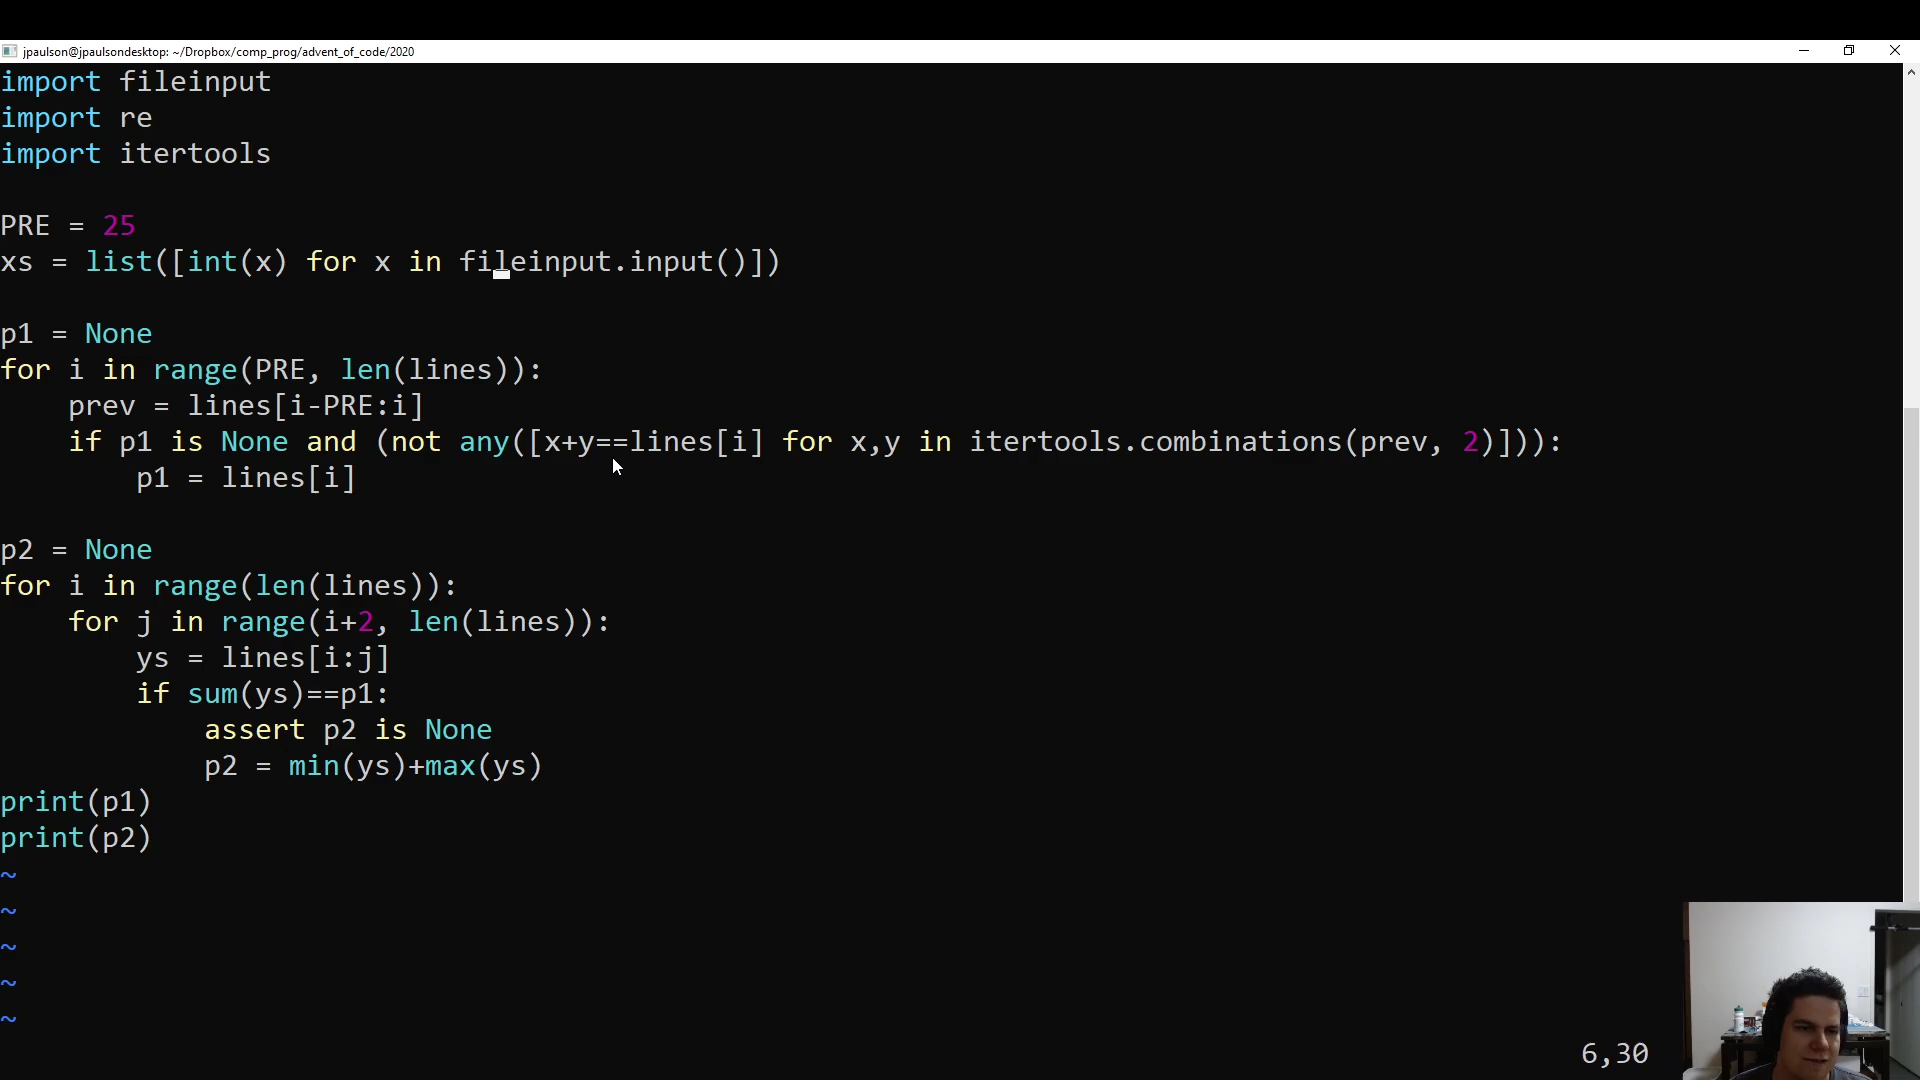 jpaulson@jpaulsondesktop: ~/Dropbox/comp_prog/advent_of_code/2020
import fileinput
import re
import itertools

PRE = 25
xs = list([int(x) for x in fileinput.input()])

p1 = None
for i in range(PRE, len(lines)):
    prev = lines[i-PRE:i]
    if p1 is None and (not any([x+y==lines[i] for x,y in itertools.combinations(prev, 2)])):
        p1 = lines[i]

p2 = None
for i in range(len(lines)):
    for j in range(i+2, len(lines)):
        ys = lines[i:j]
        if sum(ys)==p1:
            assert p2 is None
            p2 = min(ys)+max(ys)
print(p1)
print(p2)
~
~
~
~
~
6,30